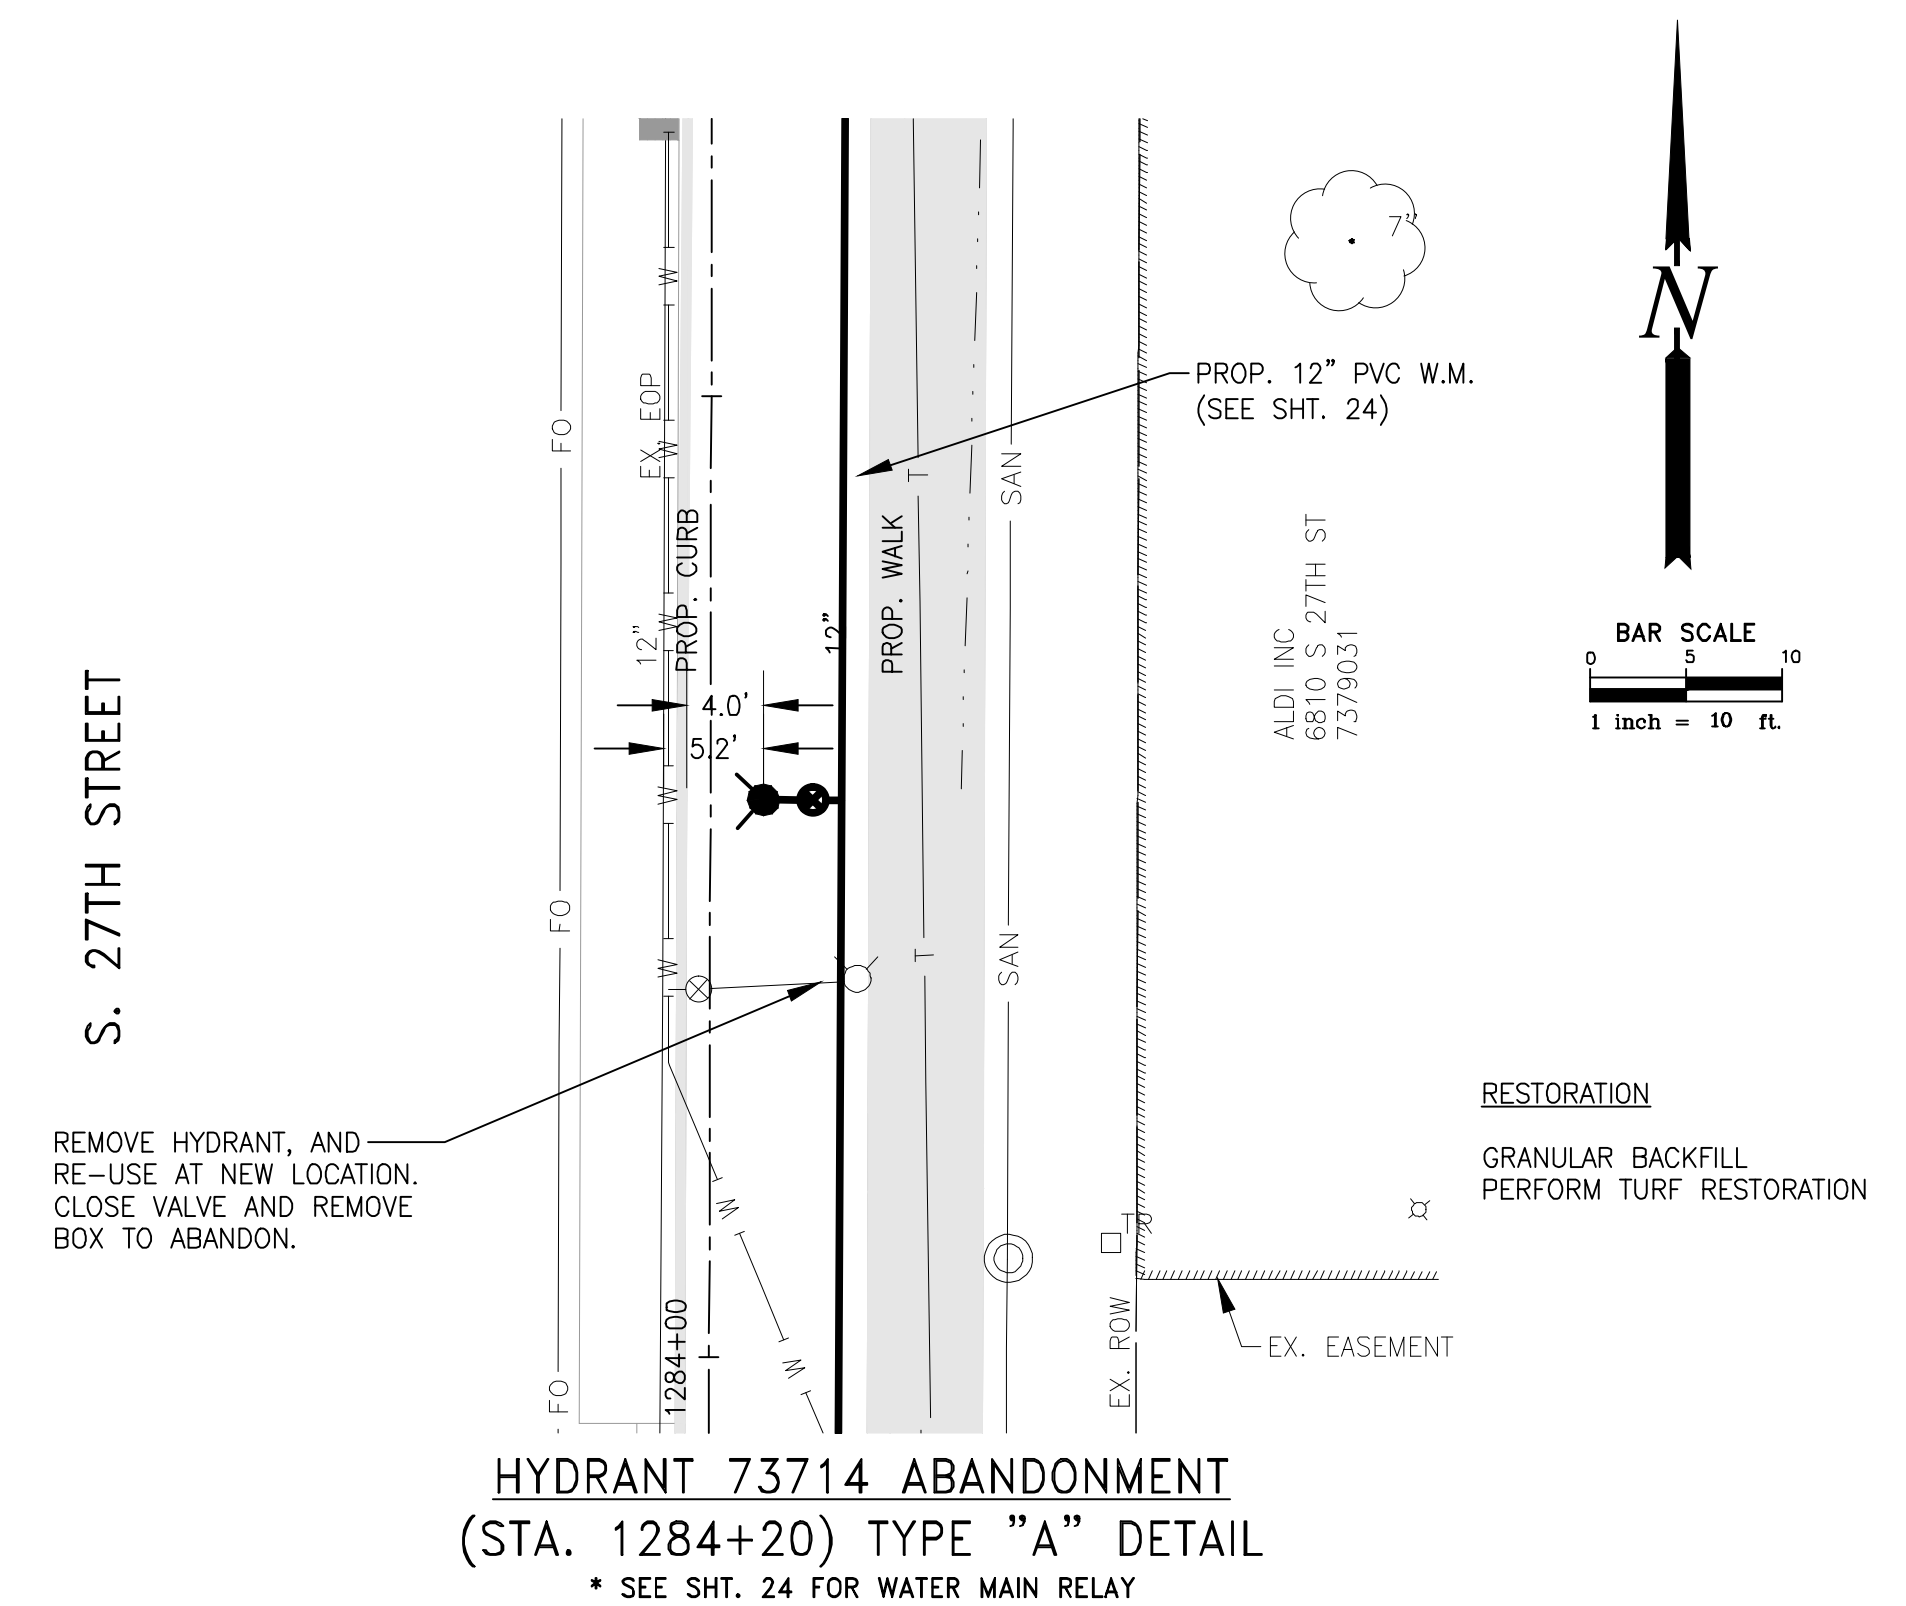 7"
N
PROP. 12" PVC W.M.
(SEE SHT. 24)
FO
EX. EOP
W
W
T
SAN
PROP. CURB
PROP. WALK
12"
W
12"
ALDI INC
6810 S 27TH ST
7379031
BAR SCALE
0 5 10
1 inch = 10 ft.
4.0'
5.2'
W
S. 27TH STREET
FO
W
T
SAN
RESTORATION
GRANULAR BACKFILL
PERFORM TURF RESTORATION
REMOVE HYDRANT, AND
RE-USE AT NEW LOCATION.
CLOSE VALVE AND REMOVE
BOX TO ABANDON.
W
TR
1284+00
W
FO
EX. ROW
EX. EASEMENT
HYDRANT 73714 ABANDONMENT
(STA. 1284+20) TYPE "A" DETAIL
* SEE SHT. 24 FOR WATER MAIN RELAY